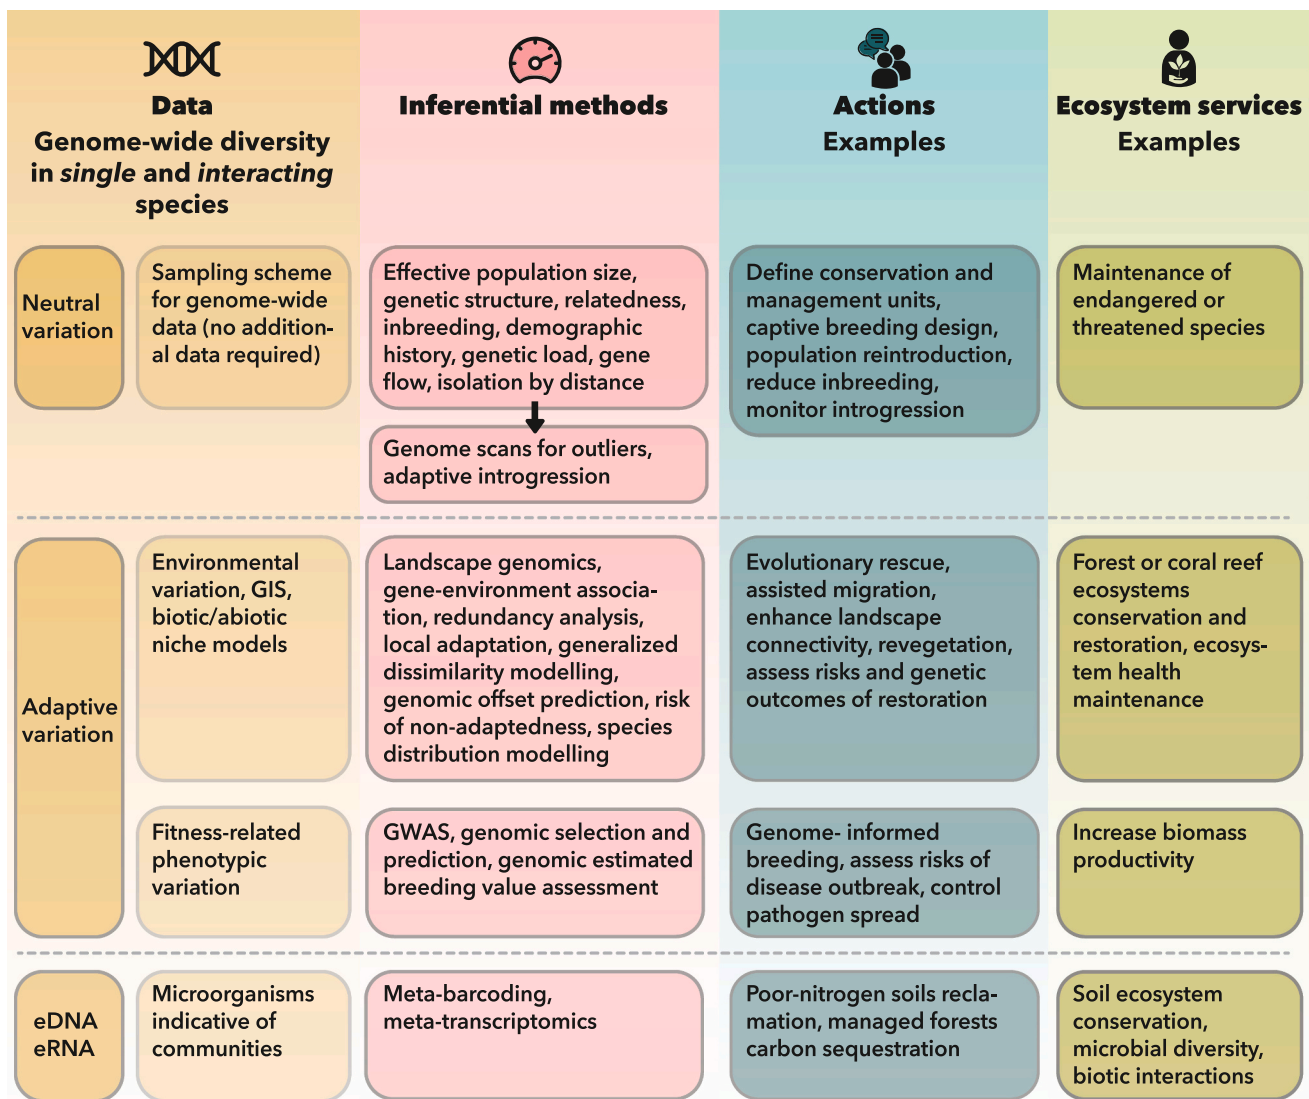 Data
Genome-wide diversity
in single and interacting
species
Inferential methods
Actions
Examples
Ecosystem services
Examples
Neutral
variation
Sampling scheme
for genome-wide
data (no addition-
al data required)
Effective population size,
genetic structure, relatedness,
inbreeding, demographic
history, genetic load, gene
flow, isolation by distance
Genome scans for outliers,
adaptive introgression
Define conservation and
management units,
captive breeding design,
population reintroduction,
reduce inbreeding,
monitor introgression
Maintenance of
endangered or
threatened species
Adaptive
variation
Environmental
variation, GIS,
biotic/abiotic
niche models
Landscape genomics,
gene-environment associa-
tion, redundancy analysis,
local adaptation, generalized
dissimilarity modelling,
genomic offset prediction, risk
of non-adaptedness, species
distribution modelling
Evolutionary rescue,
assisted migration,
enhance landscape
connectivity, revegetation,
assess risks and genetic
outcomes of restoration
Forest or coral reef
ecosystems
conservation and
restoration, ecosys-
tem health
maintenance
Fitness-related
phenotypic
variation
GWAS, genomic selection and
prediction, genomic estimated
breeding value assessment
Genome- informed
breeding, assess risks of
disease outbreak, control
pathogen spread
Increase biomass
productivity
eDNA
eRNA
Microorganisms
indicative of
communities
Meta-barcoding,
meta-transcriptomics
Poor-nitrogen soils recla-
mation, managed forests
carbon sequestration
Soil ecosystem
conservation,
microbial diversity,
biotic interactions